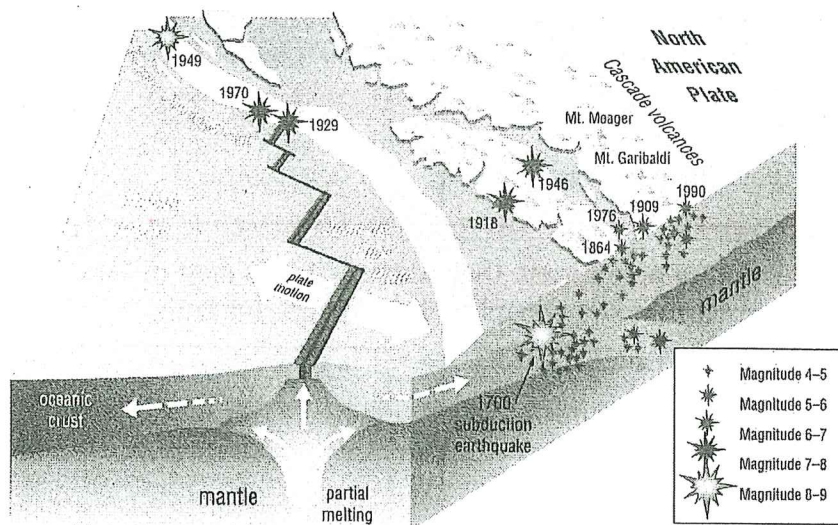 North
American
Plate
Cascade volcanoes
Mt. Meager
Mt. Garibaldi
1949
1970
1929
1946
1918
1976
1909
1990
1864
plate
motion
mantle
oceanic
crust
1700
subduction
earthquake
mantle
partial
melting
Magnitude 4–5
Magnitude 5–6
Magnitude 6–7
Magnitude 7–8
Magnitude 8–9